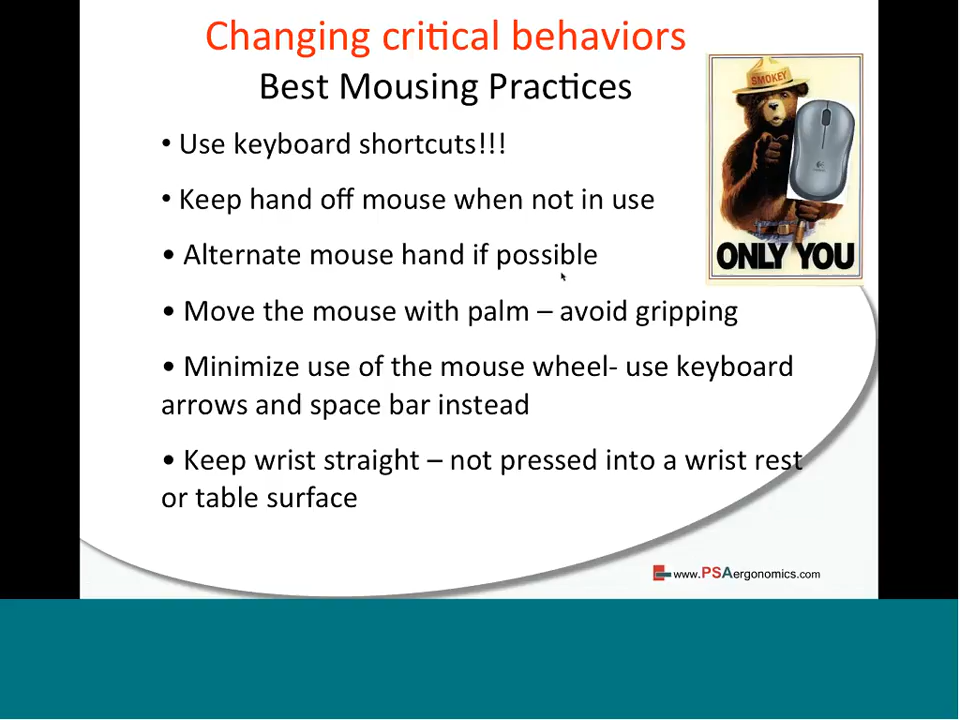 Changing critical behaviors
Best Mousing Practices
• Use keyboard shortcuts!!!
• Keep hand off mouse when not in use
• Alternate mouse hand if possible
• Move the mouse with palm – avoid gripping
• Minimize use of the mouse wheel- use keyboard
arrows and space bar instead
• Keep wrist straight – not pressed into a wrist rest
or table surface
SMOKEY
ONLY YOU
www.PSAergonomics.com